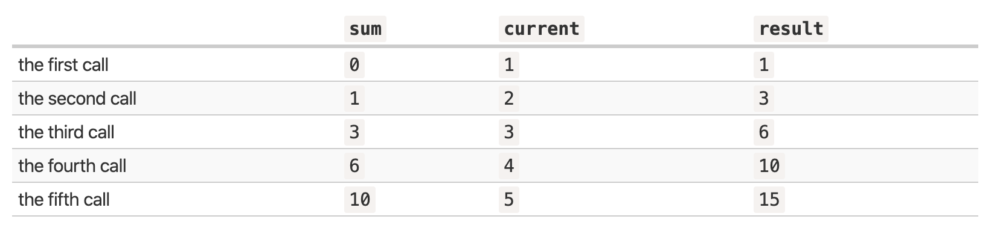 sum current result
the first call 0 1 1
the second call 1 2 3
the third call 3 3 6
the fourth call 6 4 10
the fifth call 10 5 15